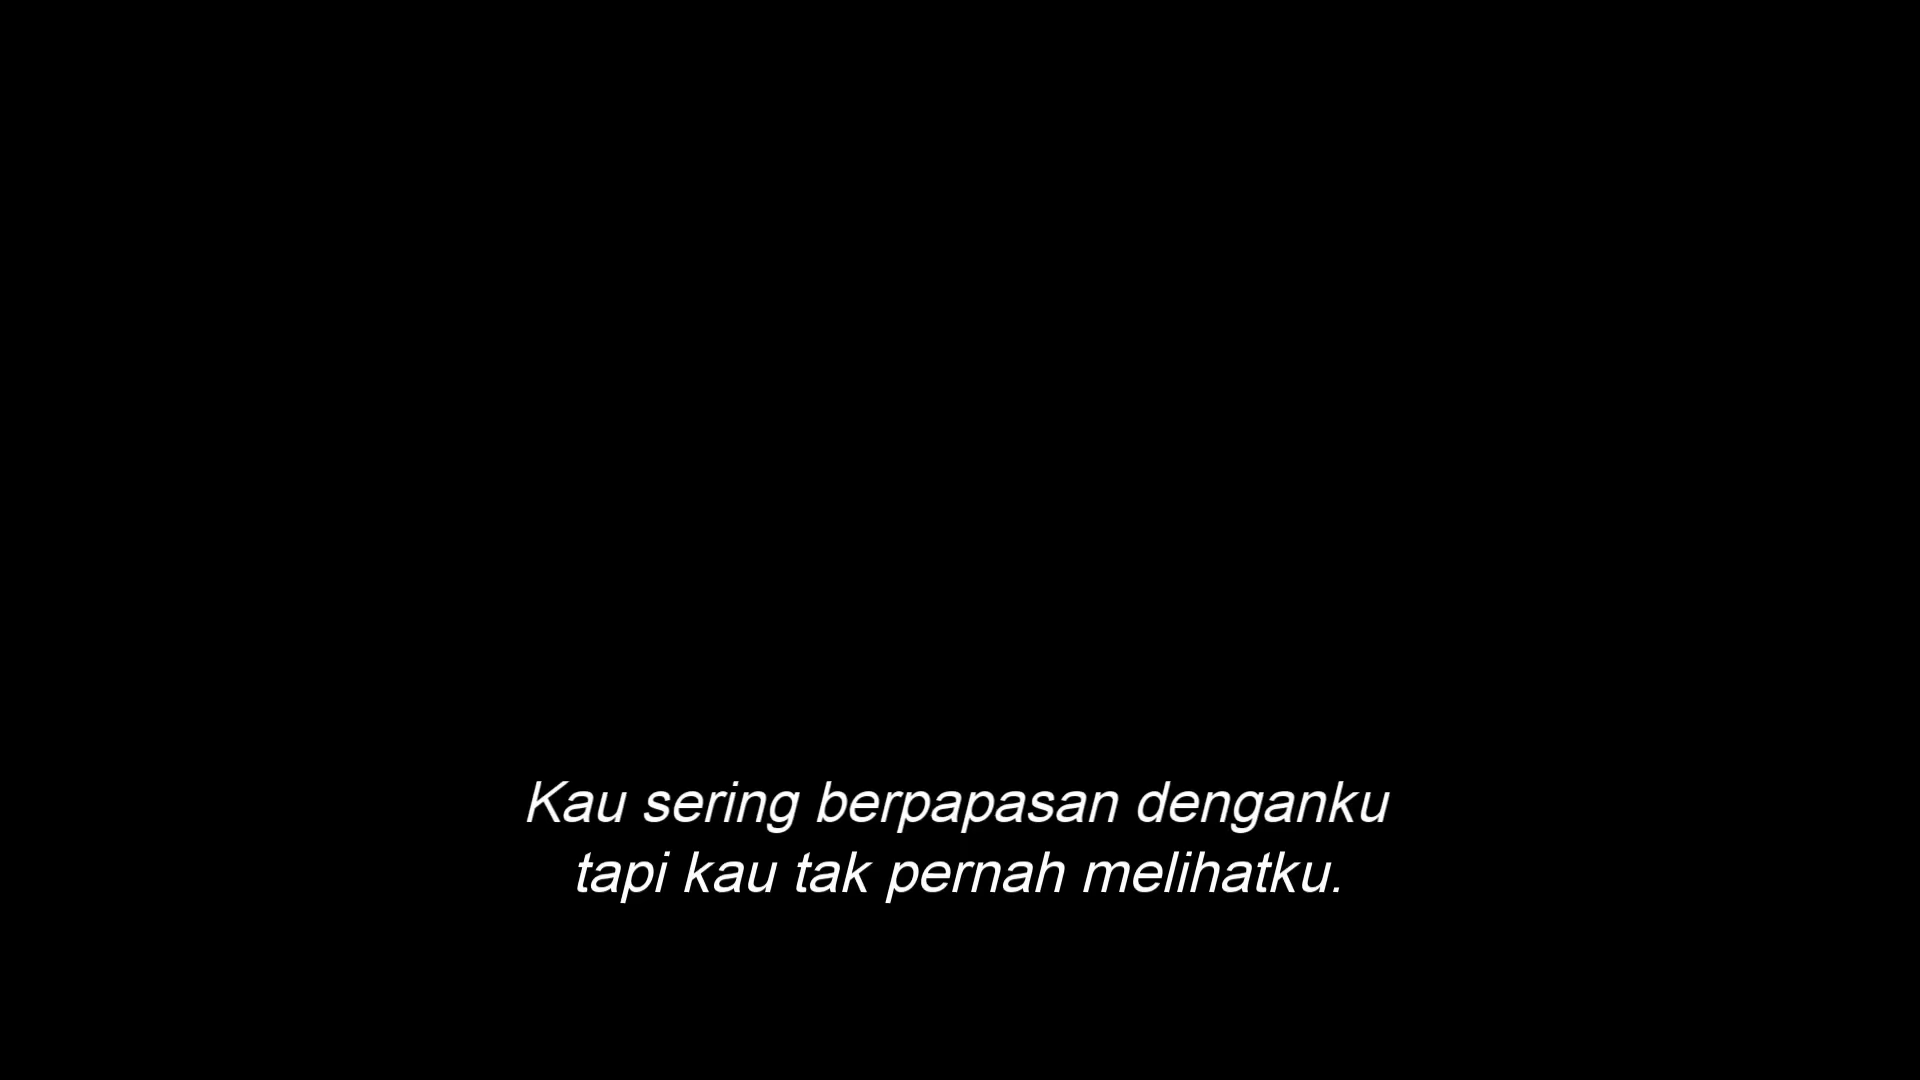 Kau sering berpapasan denganku
tapi kau tak pernah melihatku.